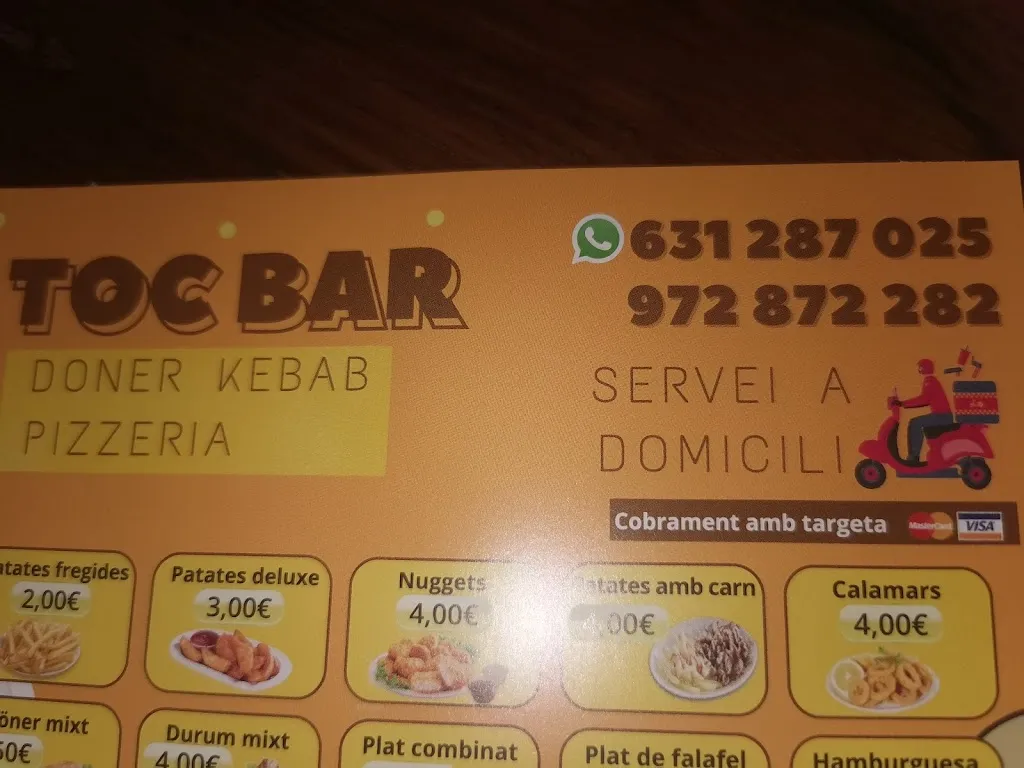 TOC BAR
DONER KEBAB
PIZZERIA
631 287 025
972 872 282
SERVEI A
DOMICILI
Cobrament amb targeta
MasterCard
VISA
fregides
2,00€
Patates deluxe
3,00€
Nuggets
4,00€
amb carn
Calamars
4,00€
mixt
Durum mixt
4,00€
Plat combinat
Plat de falafel
Hamburguesa